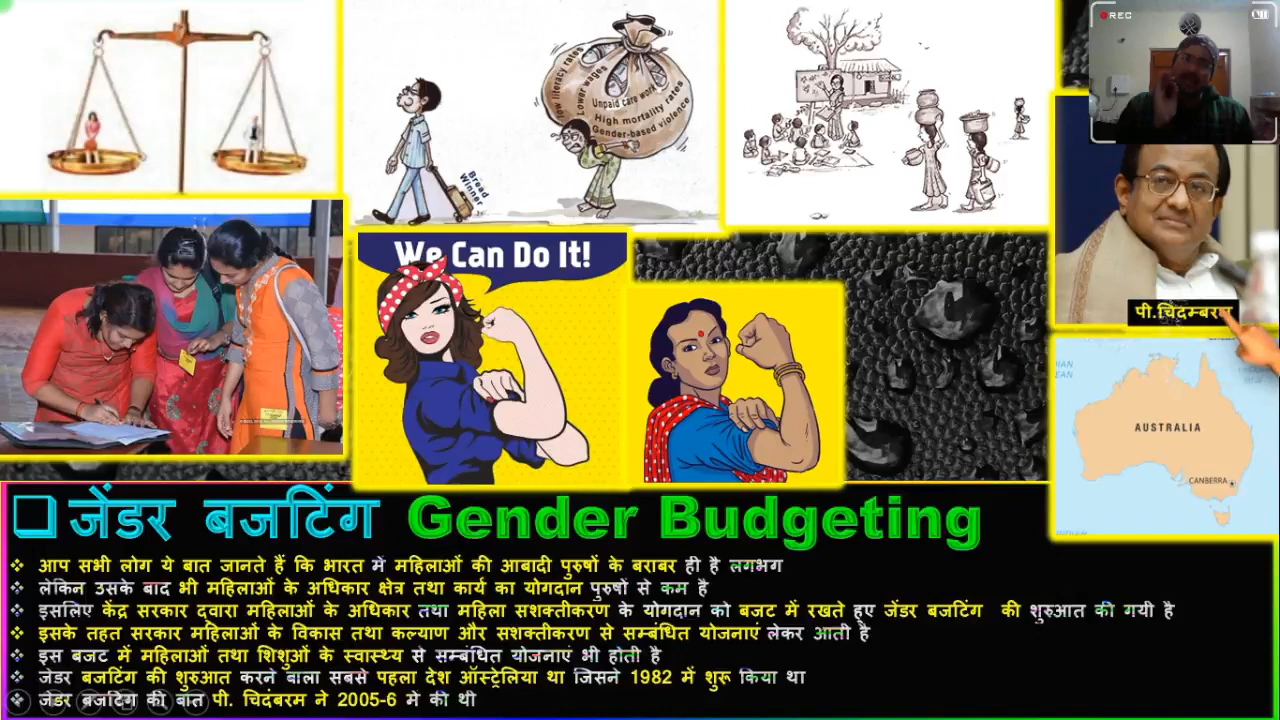 REC
low literacy rates
Lower wages
Unpaid care work
High mortality rates
Gender-based violence
Bread Winner
We Can Do It!
पी.चिदम्बरम
AUSTRALIA
CANBERRA
जेंडर बजटिंग Gender Budgeting
आप सभी लोग ये बात जानते हैं कि भारत में महिलाओं की आबादी पुरुषों के बराबर ही है लगभग
लेकिन उसके बाद भी महिलाओं के अधिकार क्षेत्र तथा कार्य का योगदान पुरुषों से कम है
इसलिए केंद्र सरकार द्वारा महिलाओं के अधिकार तथा महिला सशक्तीकरण के योगदान को बजट में रखते हूए जेंडर बजटिंग की शुरुआत की गयी है
इसके तहत सरकार महिलाओं के विकास तथा कल्याण और सशक्तीकरण से सम्बंधित योजनाएं लेकर आती है
इस बजट में महिलाओं तथा शिशुओं के स्वास्थ्य से सम्बंधित योजनाएं भी होती है
जेंडर बजटिंग की शुरुआत करने वाला सबसे पहला देश ऑस्ट्रेलिया था जिसने 1982 में शुरू किया था
जेंडर बजटिंग की बात पी. चिदंबरम ने 2005-6 में की थी